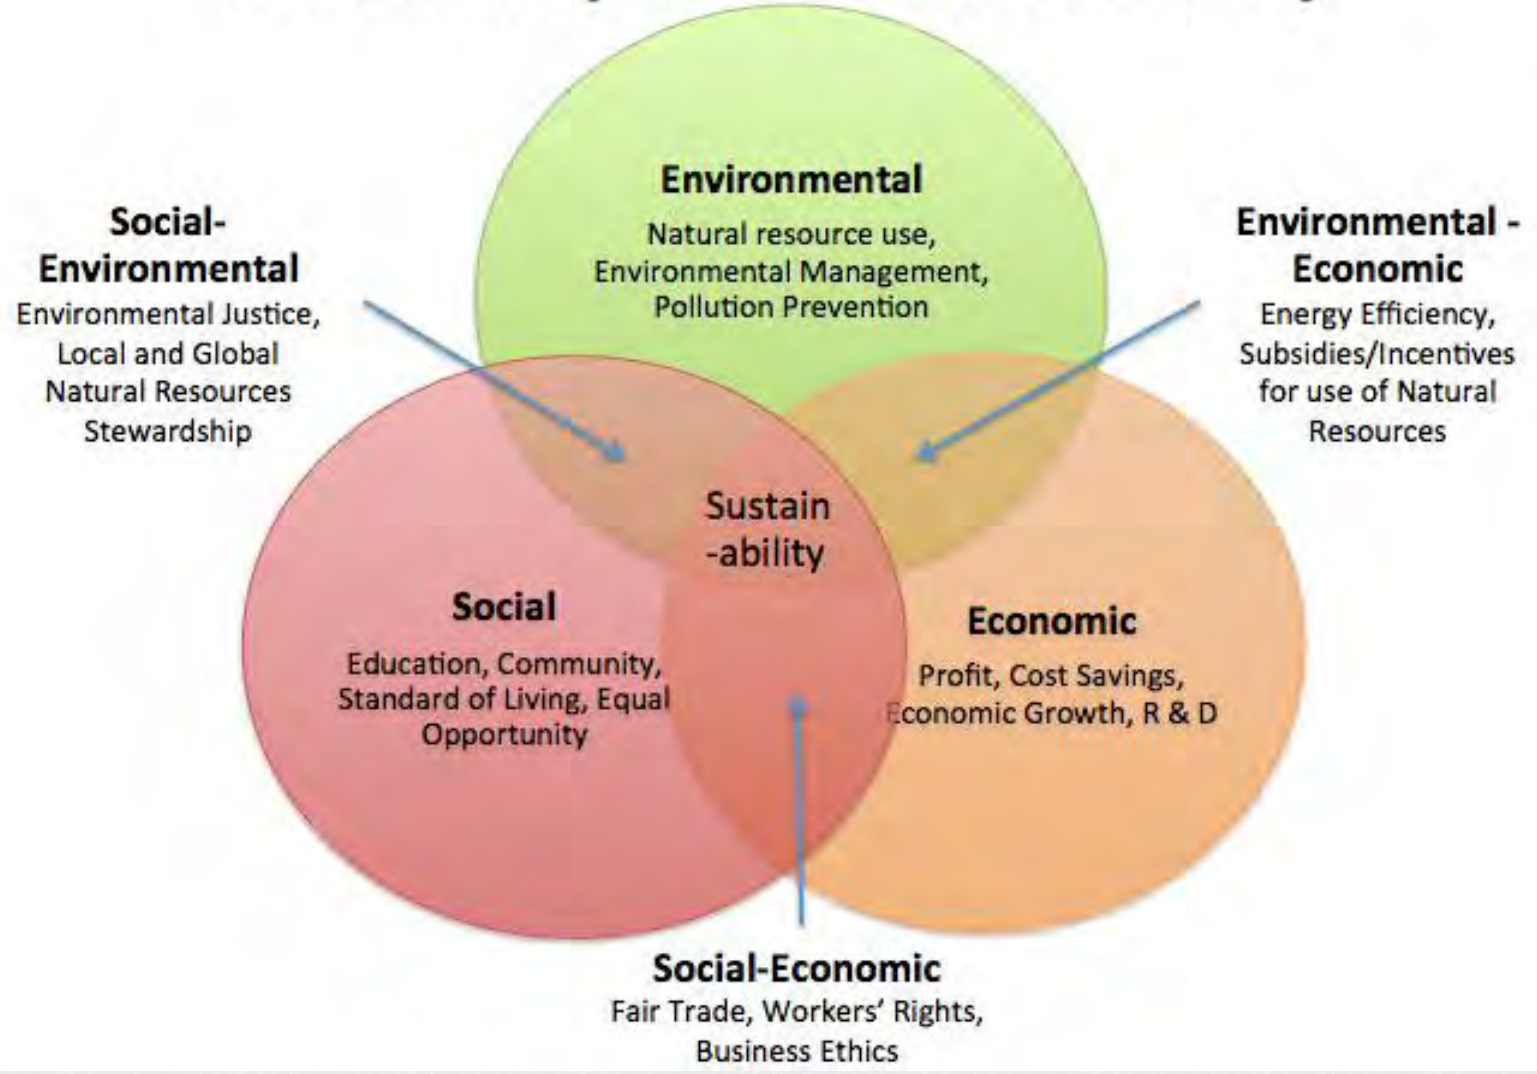 Environmental
Natural resource use,
Environmental Management,
Pollution Prevention
Social-
Environmental
Environmental Justice,
Local and Global
Natural Resources
Stewardship
Environmental -
Economic
Energy Efficiency,
Subsidies/Incentives
for use of Natural
Resources
Sustain
-ability
Social
Education, Community,
Standard of Living, Equal
Opportunity
Economic
Profit, Cost Savings,
Economic Growth, R & D
Social-Economic
Fair Trade, Workers’ Rights,
Business Ethics